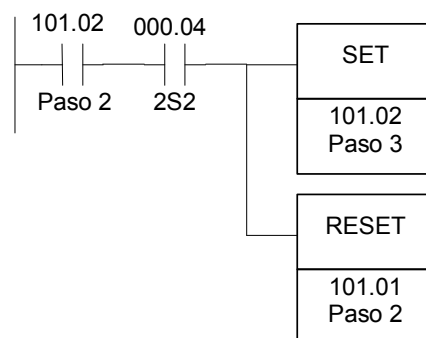 101.02 000.04
Paso 2 2S2
SET
101.02
Paso 3
RESET
101.01
Paso 2